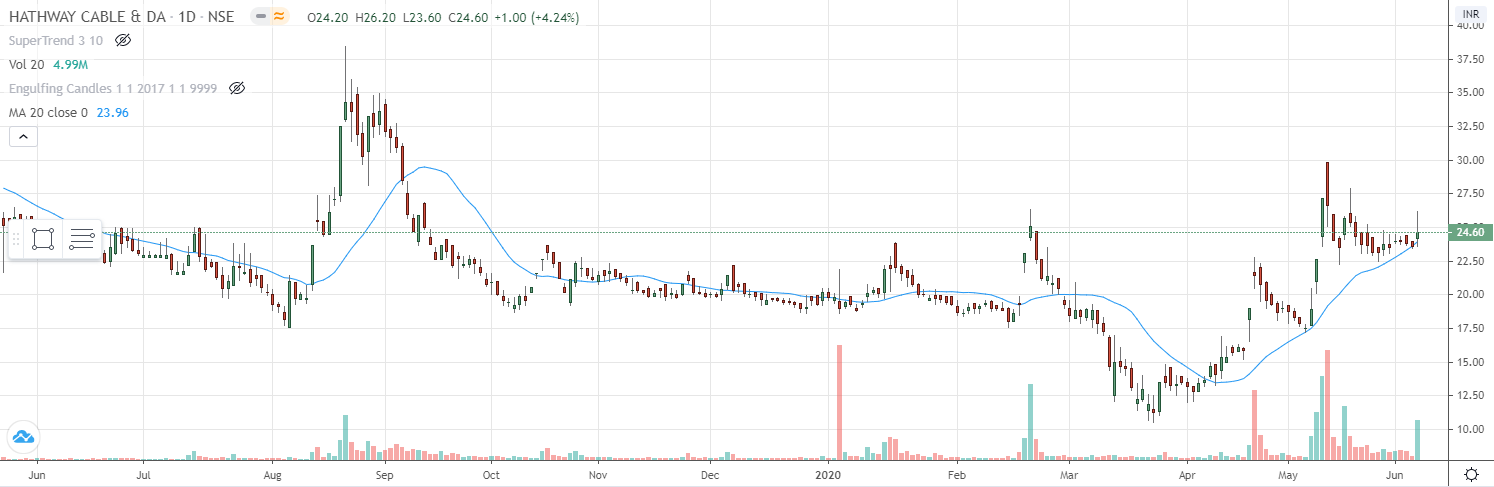 HATHWAY CABLE & DA · 1D · NSE O24.20 H26.20 L23.60 C24.60 +1.00 (+4.24%)
INR
40.00
SuperTrend 3 10
Vol 20 4.99M
37.50
Engulfing Candles 1 1 2017 1 1 9999
35.00
MA 20 close 0 23.96
32.50
30.00
27.50
24.60
22.50
20.00
17.50
15.00
12.50
10.00
Jun Jul Aug Sep Oct Nov Dec 2020 Feb Mar Apr May Jun